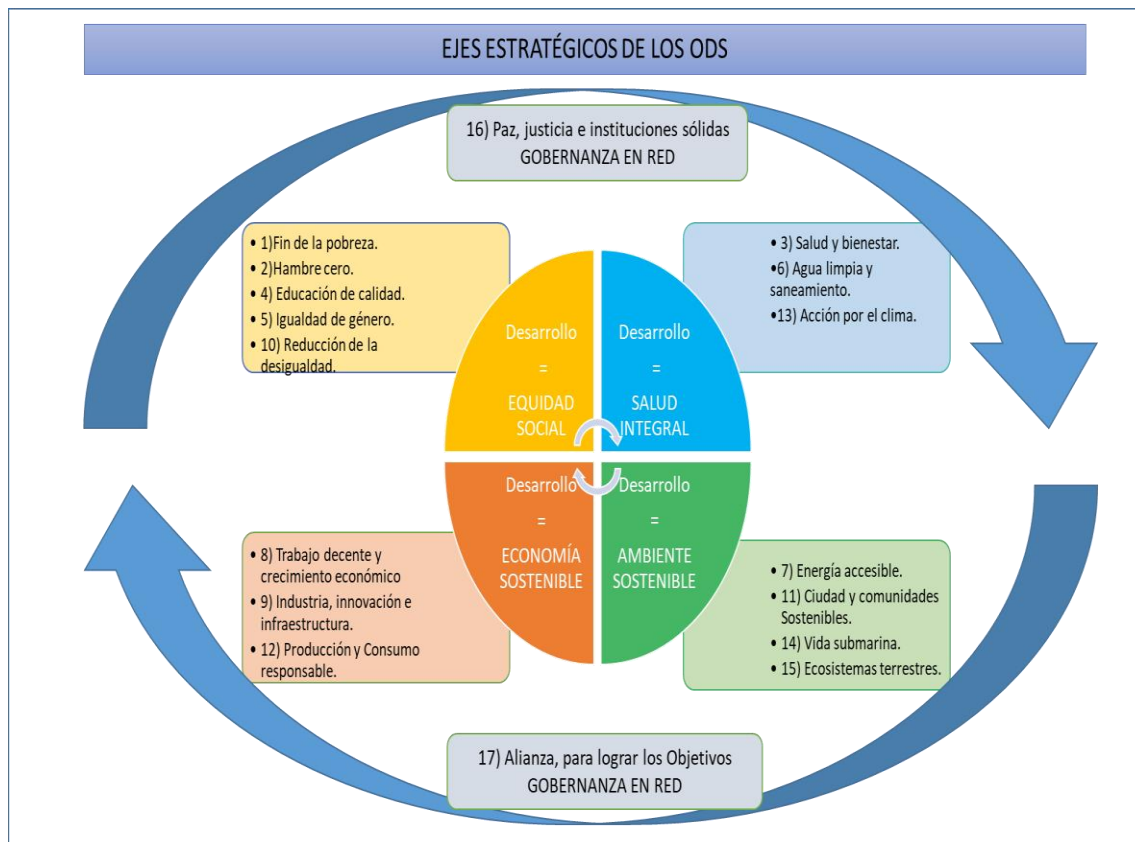 EJES ESTRATÉGICOS DE LOS ODS
16) Paz, justicia e instituciones sólidas
GOBERNANZA EN RED
• 1)Fin de la pobreza.
• 2)Hambre cero.
• 4) Educación de calidad.
• 5) Igualdad de género.
• 10) Reducción de la
desigualdad.
• 3) Salud y bienestar.
•6) Agua limpia y
saneamiento.
•13) Acción por el clima.
Desarrollo
=
EQUIDAD
SOCIAL
Desarrollo
=
SALUD
INTEGRAL
Desarrollo
=
ECONOMÍA
SOSTENIBLE
Desarrollo
=
AMBIENTE
SOSTENIBLE
• 8) Trabajo decente y
crecimiento económico
• 9) Industria, innovación e
infraestructura.
• 12) Producción y Consumo
responsable.
• 7) Energía accesible.
• 11) Ciudad y comunidades
Sostenibles.
• 14) Vida submarina.
• 15) Ecosistemas terrestres.
17) Alianza, para lograr los Objetivos
GOBERNANZA EN RED